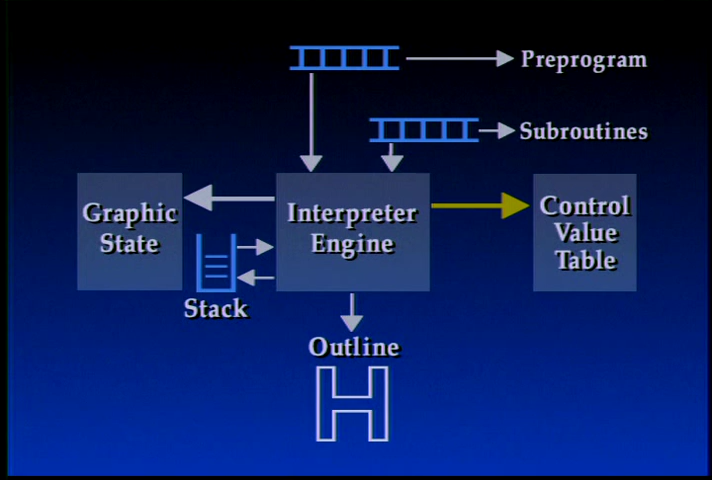 Preprogram
Subroutines
Graphic
State
Interpreter
Engine
Control
Value
Table
Stack
Outline
H